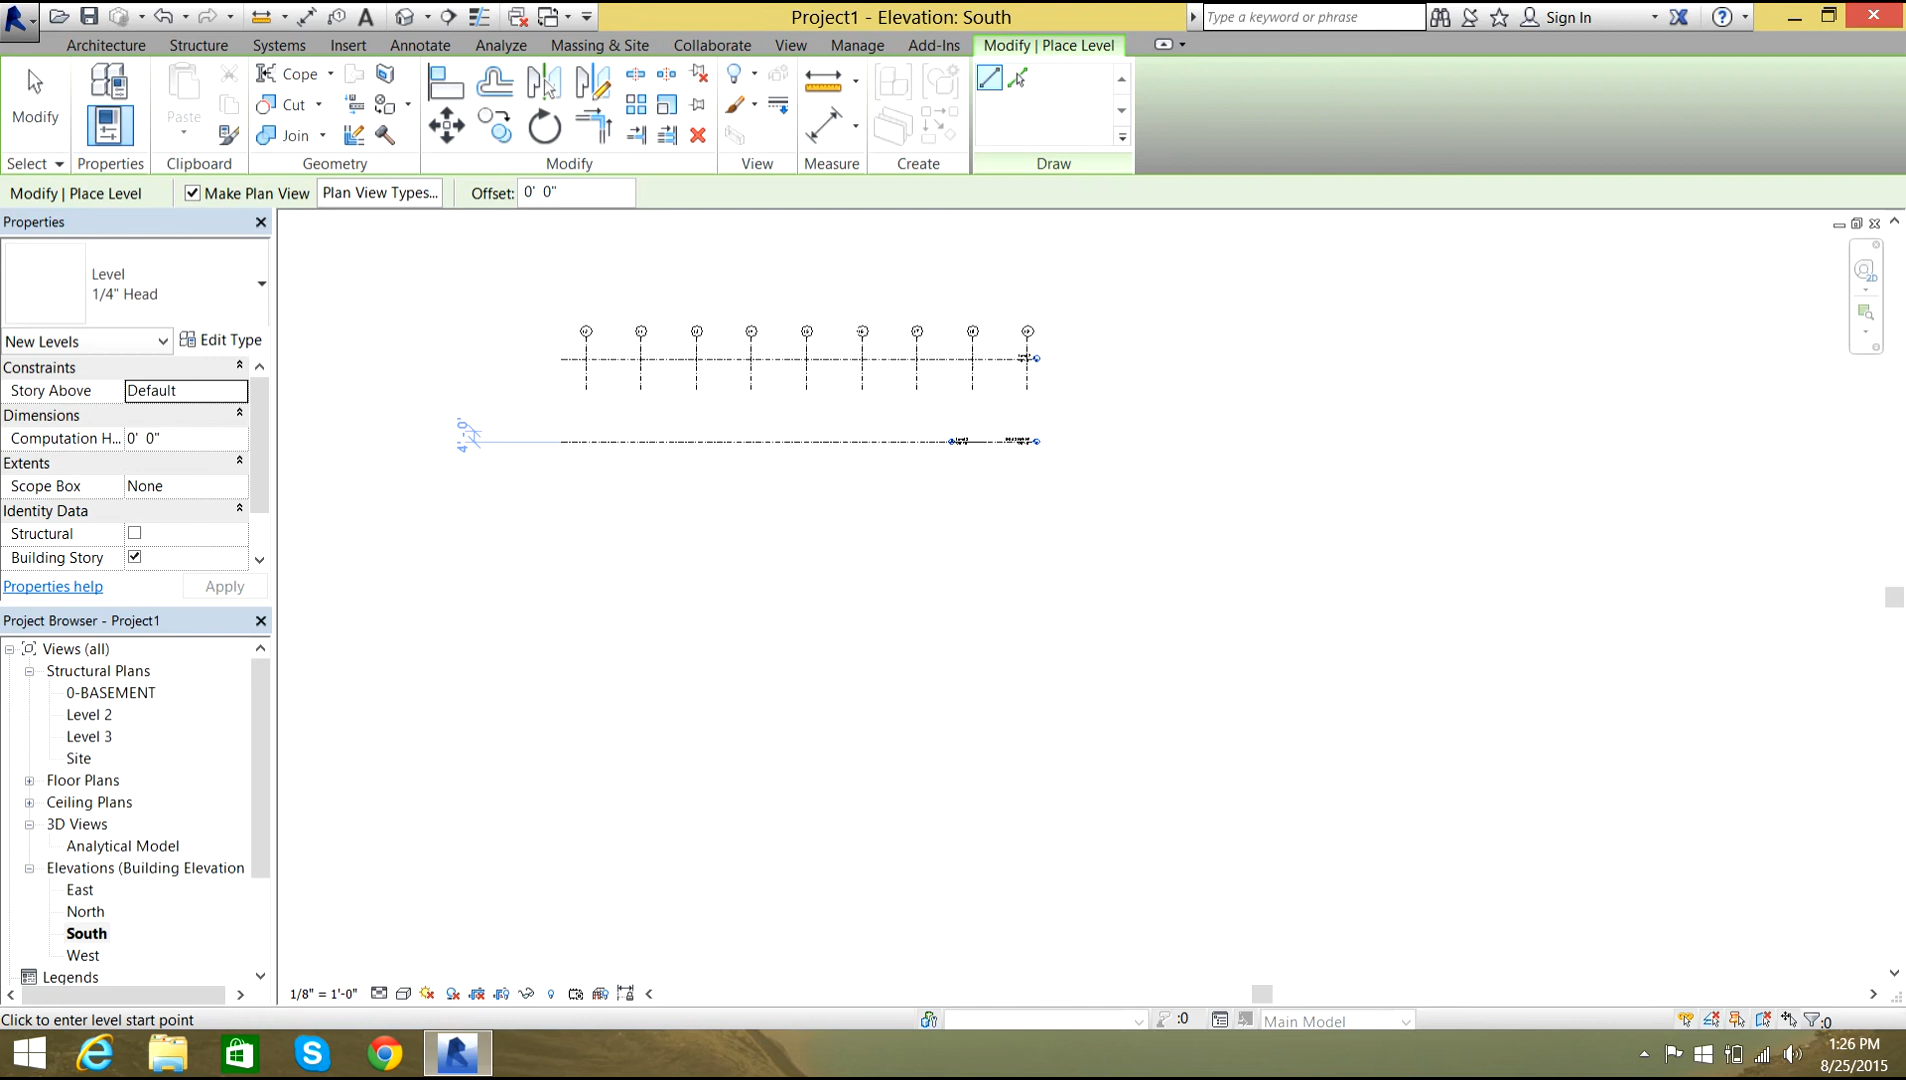 Project1 - Elevation: South
Type a keyword or phrase
Sign In
Architecture Structure Systems Insert Annotate Analyze Massing & Site Collaborate View Manage Add-Ins Modify | Place Level
Modify
Cope
Cut
Join
Paste
Select Properties Clipboard Geometry Modify View Measure Create Draw
Modify | Place Level Make Plan View Plan View Types... Offset: 0' 0"
Properties
Level
1/4" Head
New Levels Edit Type
Constraints
Story Above Default
Dimensions
Computation H... 0' 0"
Extents
Scope Box None
Identity Data
Structural
Building Story
Properties help Apply
4'-0"
Project Browser - Project1
Views (all)
Structural Plans
0-BASEMENT
Level 2
Level 3
Site
Floor Plans
Ceiling Plans
3D Views
Analytical Model
Elevations (Building Elevation
East
North
South
West
Legends
2D
1/8" = 1'-0"
Click to enter level start point
:0
Main Model
:0
1:26 PM
8/25/2015